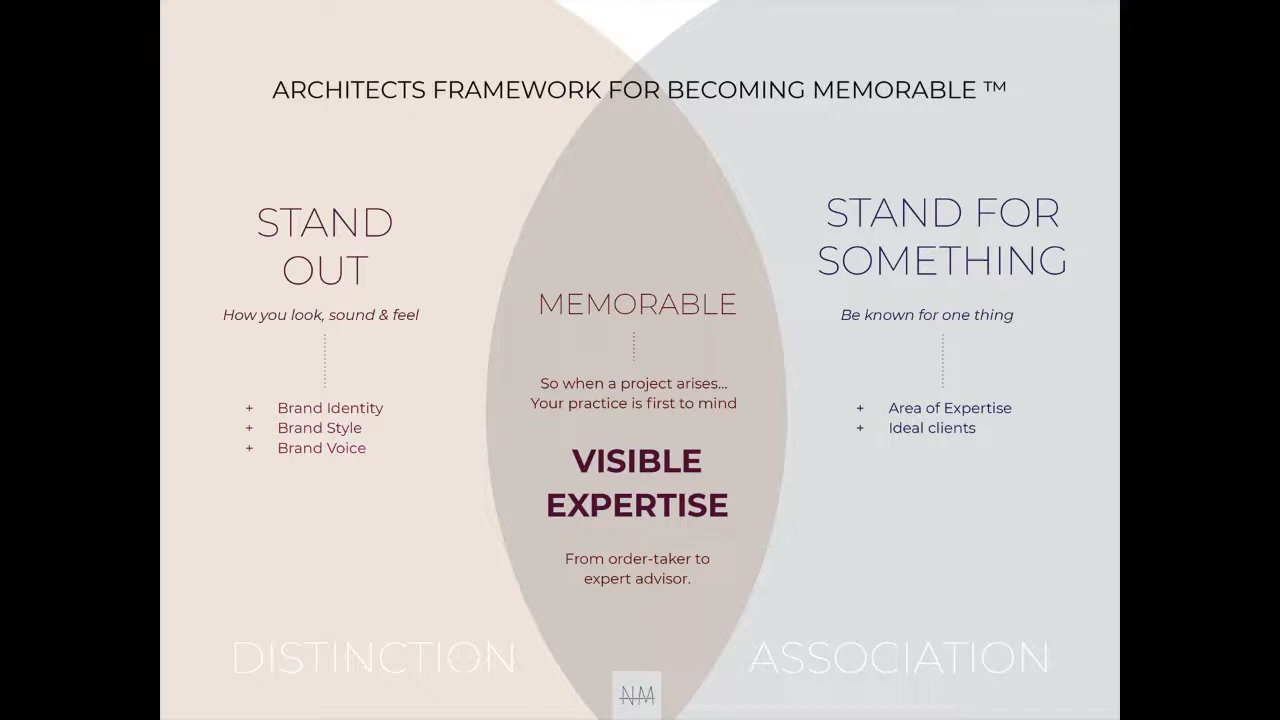 ARCHITECTS FRAMEWORK FOR BECOMING MEMORABLE ™
STAND
OUT
How you look, sound & feel
+ Brand Identity
+ Brand Style
+ Brand Voice
DISTINCTION
MEMORABLE
So when a project arises...
Your practice is first to mind
VISIBLE
EXPERTISE
From order-taker to
expert advisor.
NM
STAND FOR
SOMETHING
Be known for one thing
+ Area of Expertise
+ Ideal clients
ASSOCIATION